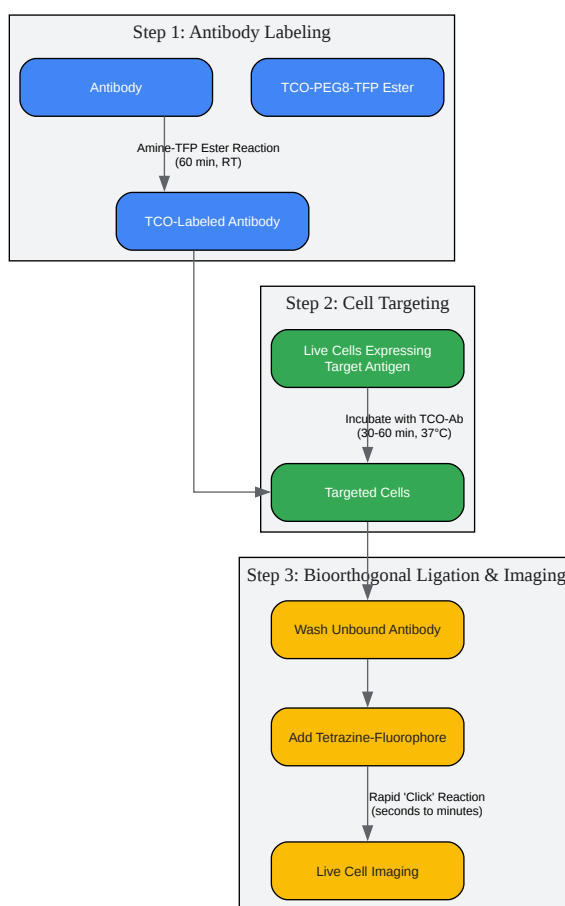 Step 1: Antibody Labeling
Antibody
TCO-PEG8-TFP Ester
Amine-TFP Ester Reaction
(60 min, RT)
TCO-Labeled Antibody
Step 2: Cell Targeting
Live Cells Expressing
Target Antigen
Incubate with TCO-Ab
(30-60 min, 37°C)
Targeted Cells
Step 3: Bioorthogonal Ligation & Imaging
Wash Unbound Antibody
Add Tetrazine-Fluorophore
Rapid 'Click' Reaction
(seconds to minutes)
Live Cell Imaging